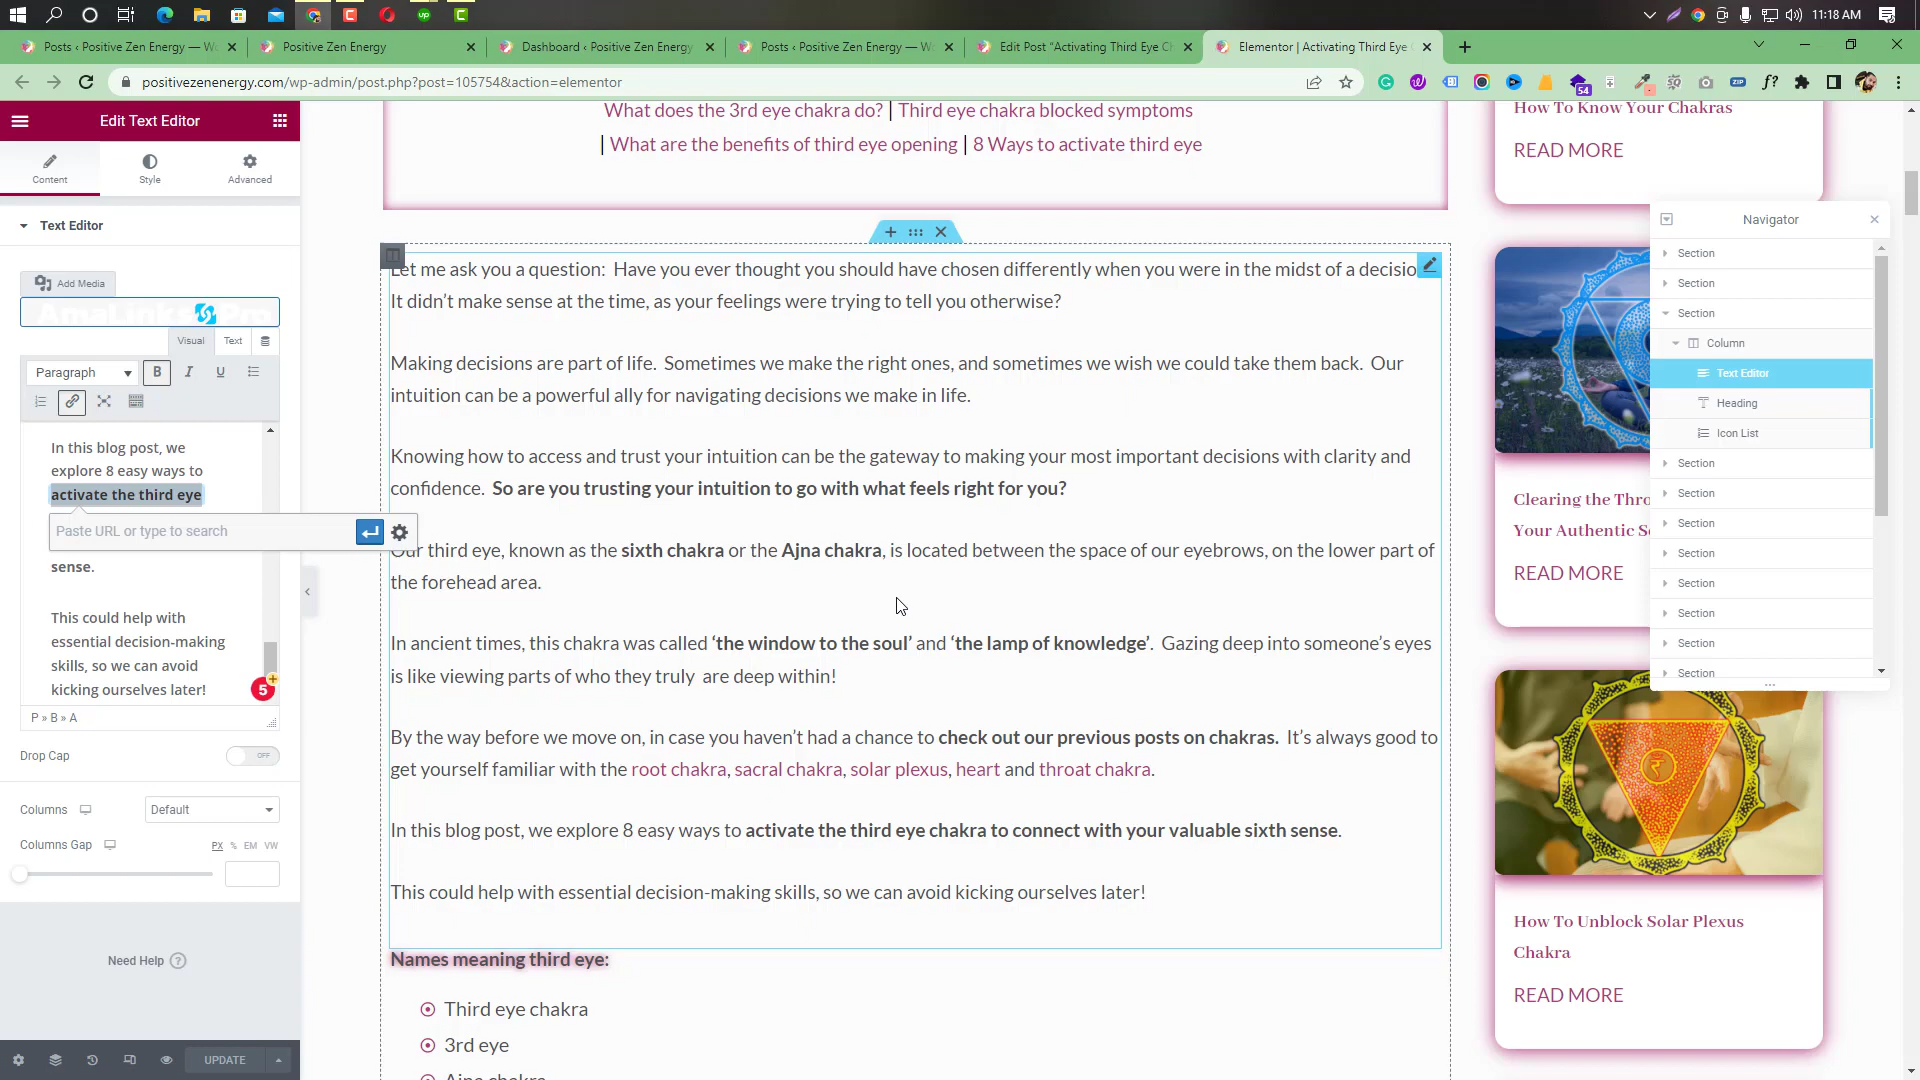 11:18 AM
Posts ‹ Positive Zen Energy — Wo
Positive Zen Energy
Dashboard ‹ Positive Zen Energy
Posts ‹ Positive Zen Energy — Wo
Edit Post "Activating Third Eye Ch
Elementor | Activating Third Eye C
positivezenenergy.com/wp-admin/post.php?post=105754&action=elementor
54
ZIP
f?
Edit Text Editor
Content
Style
Advanced
Text Editor
Add Media
AmaLinks Pro
Visual
Text
Paragraph
B
I
U
In this blog post, we
explore 8 easy ways to
activate the third eye
Paste URL or type to search
sense.
This could help with
essential decision-making
skills, so we can avoid
kicking ourselves later!
5
P » B » A
Drop Cap
OFF
Columns
Default
Columns Gap
PX
%
EM
VW
Need Help
UPDATE
What does the 3rd eye chakra do? | Third eye chakra blocked symptoms
| What are the benefits of third eye opening | 8 Ways to activate third eye
Let me ask you a question:  Have you ever thought you should have chosen differently when you were in the midst of a decisio
It didn't make sense at the time, as your feelings were trying to tell you otherwise?
Making decisions are part of life.  Sometimes we make the right ones, and sometimes we wish we could take them back.  Our
intuition can be a powerful ally for navigating decisions we make in life.
Knowing how to access and trust your intuition can be the gateway to making your most important decisions with clarity and
confidence.  So are you trusting your intuition to go with what feels right for you?
Our third eye, known as the sixth chakra or the Ajna chakra, is located between the space of our eyebrows, on the lower part of
the forehead area.
In ancient times, this chakra was called 'the window to the soul' and 'the lamp of knowledge'.  Gazing deep into someone's eyes
is like viewing parts of who they truly  are deep within!
By the way before we move on, in case you haven't had a chance to check out our previous posts on chakras.  It's always good to
get yourself familiar with the root chakra, sacral chakra, solar plexus, heart and throat chakra.
In this blog post, we explore 8 easy ways to activate the third eye chakra to connect with your valuable sixth sense.
This could help with essential decision-making skills, so we can avoid kicking ourselves later!
Names meaning third eye:
Third eye chakra
3rd eye
Ajna chakra
How To Know Your Chakras
READ MORE
Clearing the Thro
Your Authentic S
READ MORE
How To Unblock Solar Plexus
Chakra
READ MORE
Navigator
Section
Section
Section
Column
Text Editor
Heading
Icon List
Section
Section
Section
Section
Section
Section
Section
Section